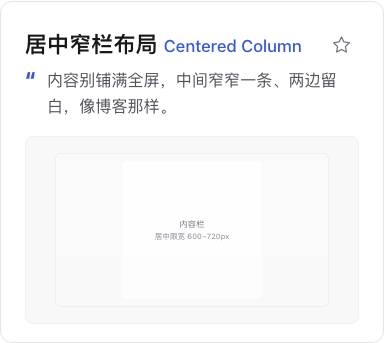 居中窄栏布局 Centered Column
“ 内容别铺满全屏，中间窄窄一条、两边留
白，像博客那样。
内容栏
居中限宽 600~720px